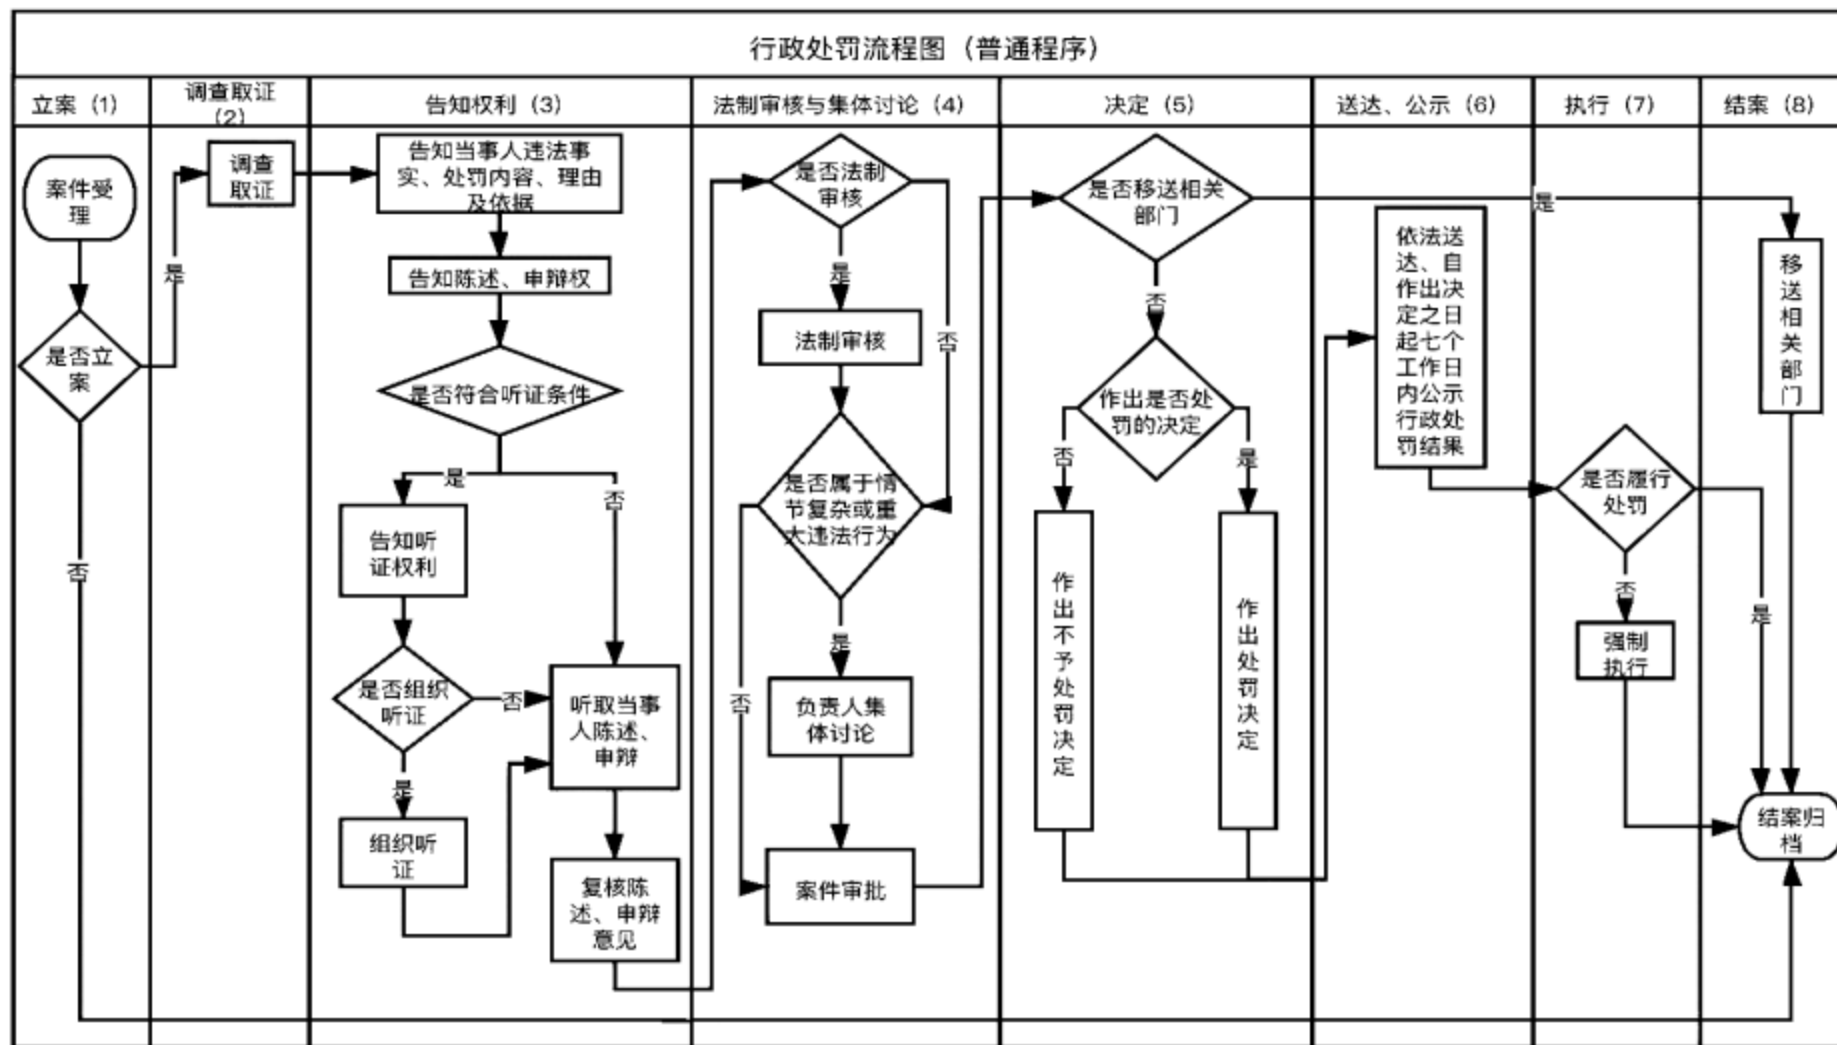 行政处罚流程图（普通程序）
立案（1）
调查取证
（2）
告知权利（3）
法制审核与集体讨论（4）
决定（5）
送达、公示（6）
执行（7）
结案（8）
案件受
理
是否立
案
是
否
调查
取证
告知当事人违法事
实、处罚内容、理由
及依据
告知陈述、申辩权
是否符合听证条件
是
否
告知听
证权利
是否组织
听证
否
是
组织听
证
听取当事
人陈述、
申辩
复核陈
述、申辩
意见
是否法制
审核
是
否
法制审核
是否属于情
节复杂或重
大违法行为
是
否
负责人集
体讨论
案件审批
是否移送相关
部门
是
否
作出是否处
罚的决定
否
是
作
出
不
予
处
罚
决
定
作
出
处
罚
决
定
依法送
达、自
作出决
定之日
起七个
工作日
内公示
行政处
罚结果
是否履行
处罚
否
是
强制
执行
移
送
相
关
部
门
结案归
档